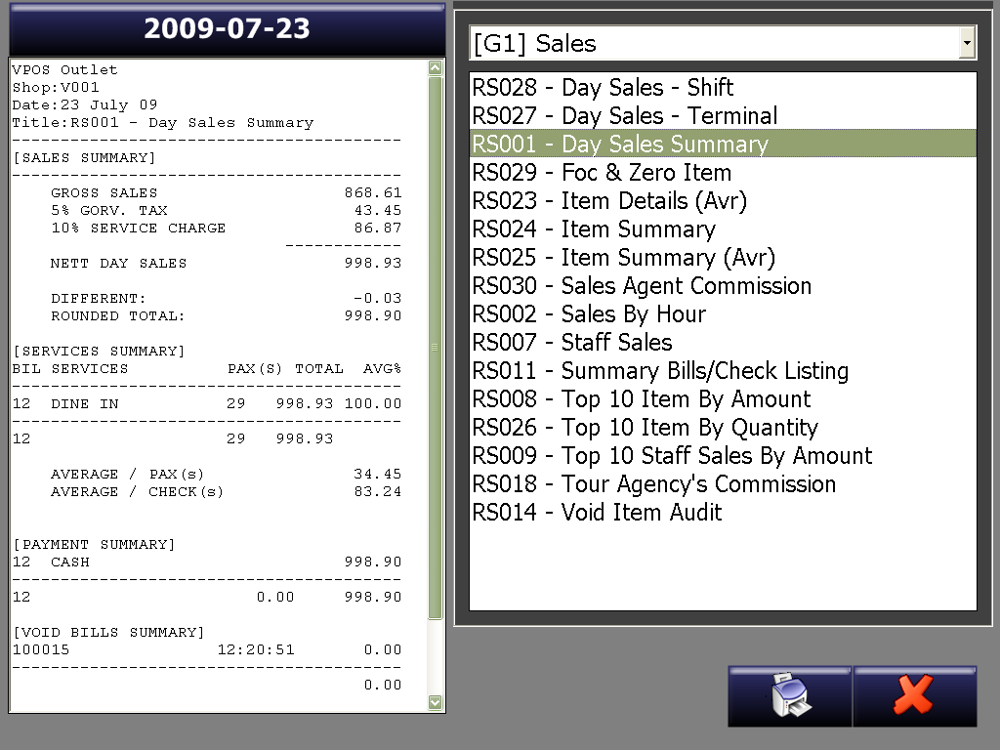 2009-07-23
VPOS Outlet
Shop:V001
Date:23 July 09
Title:RS001 - Day Sales Summary
----------------------------------------
[SALES SUMMARY]
----------------------------------------
GROSS SALES 868.61
5% GORV. TAX 43.45
10% SERVICE CHARGE 86.87
------------
NETT DAY SALES 998.93
DIFFERENT: -0.03
ROUNDED TOTAL: 998.90
[SERVICES SUMMARY]
BIL SERVICES PAX(S) TOTAL AVG%
----------------------------------------
12 DINE IN 29 998.93 100.00
----------------------------------------
12 29 998.93
AVERAGE / PAX(s) 34.45
AVERAGE / CHECK(s) 83.24
[PAYMENT SUMMARY]
12 CASH 998.90
----------------------------------------
12 0.00 998.90
[VOID BILLS SUMMARY]
100015 12:20:51 0.00
----------------------------------------
0.00
[G1] Sales
RS028 - Day Sales - Shift
RS027 - Day Sales - Terminal
RS001 - Day Sales Summary
RS029 - Foc & Zero Item
RS023 - Item Details (Avr)
RS024 - Item Summary
RS025 - Item Summary (Avr)
RS030 - Sales Agent Commission
RS002 - Sales By Hour
RS007 - Staff Sales
RS011 - Summary Bills/Check Listing
RS008 - Top 10 Item By Amount
RS026 - Top 10 Item By Quantity
RS009 - Top 10 Staff Sales By Amount
RS018 - Tour Agency's Commission
RS014 - Void Item Audit